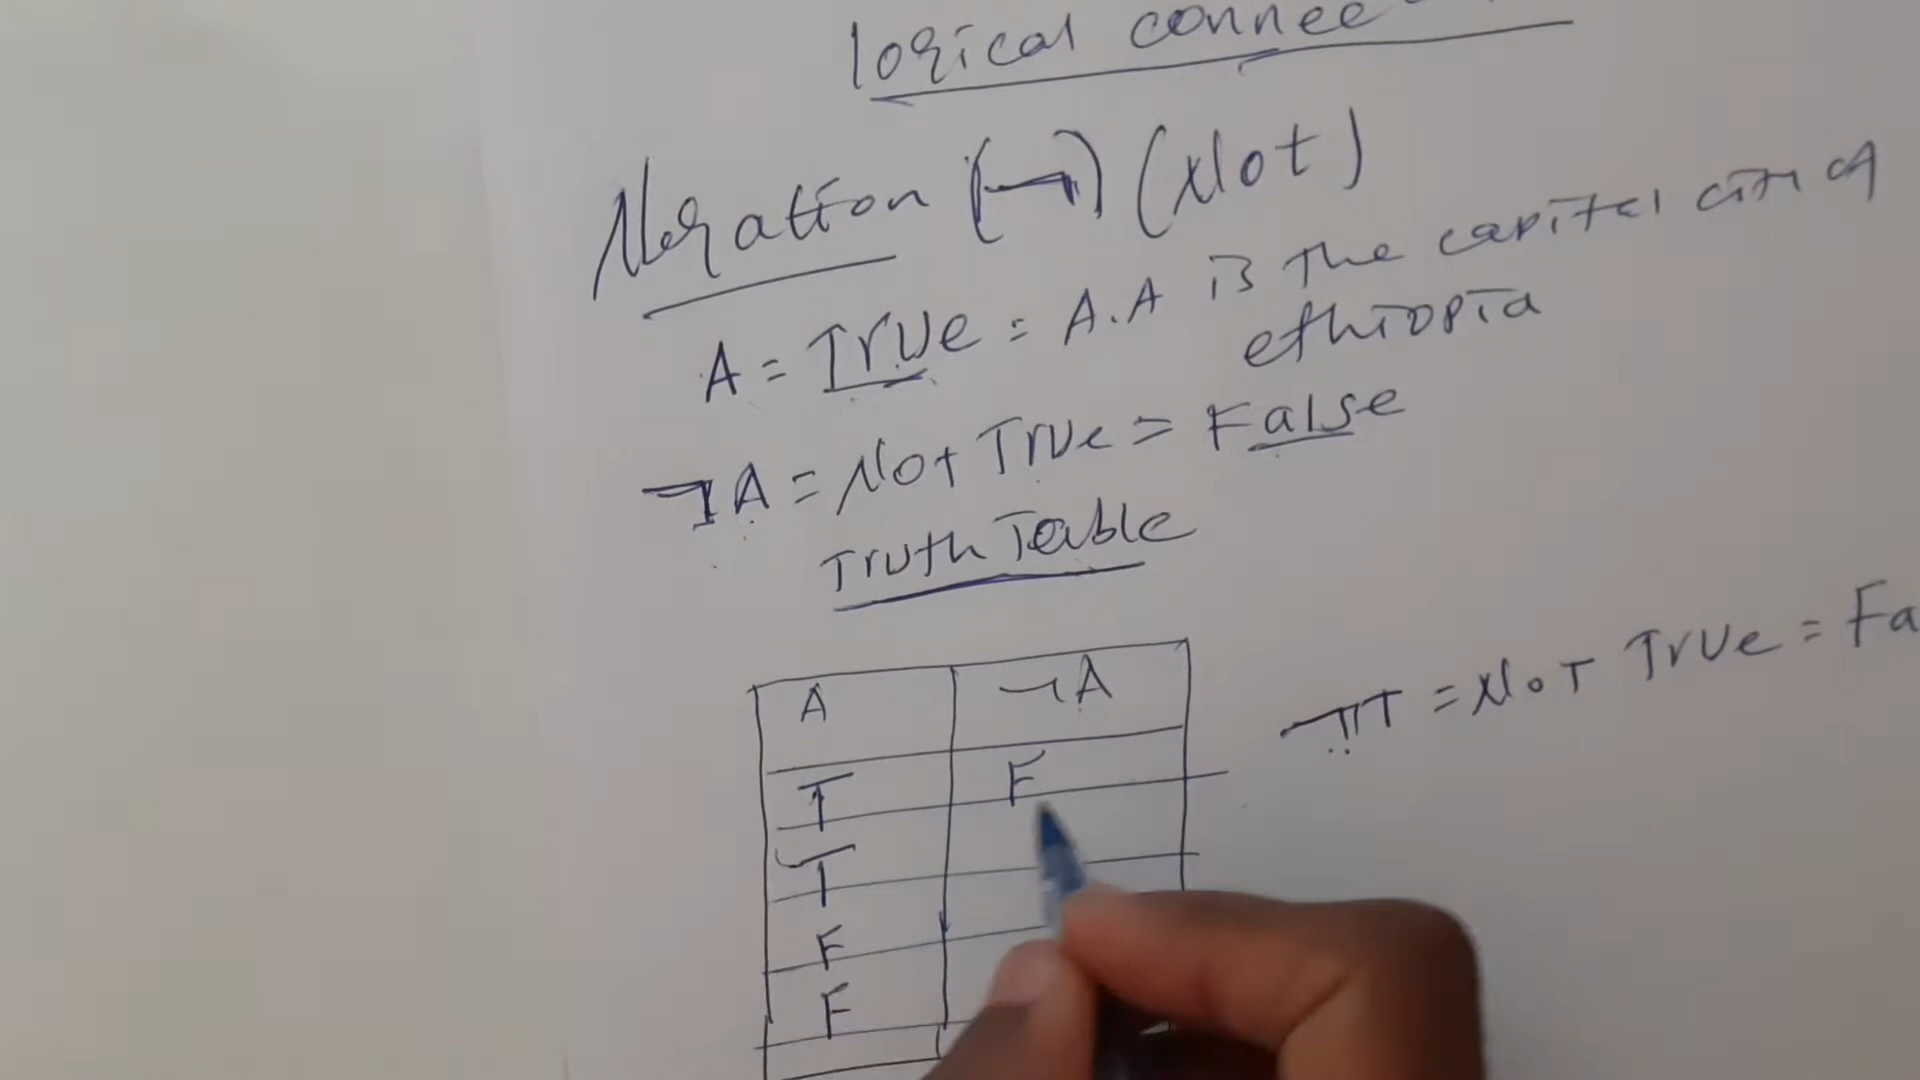 logical connec
Negation (¬) (Not)
A = True = A.A is the capital city of
ethiopia
¬A = Not True = False
Truth Table
A ¬A
T F
T
F
F
¬T = Not True = Fa